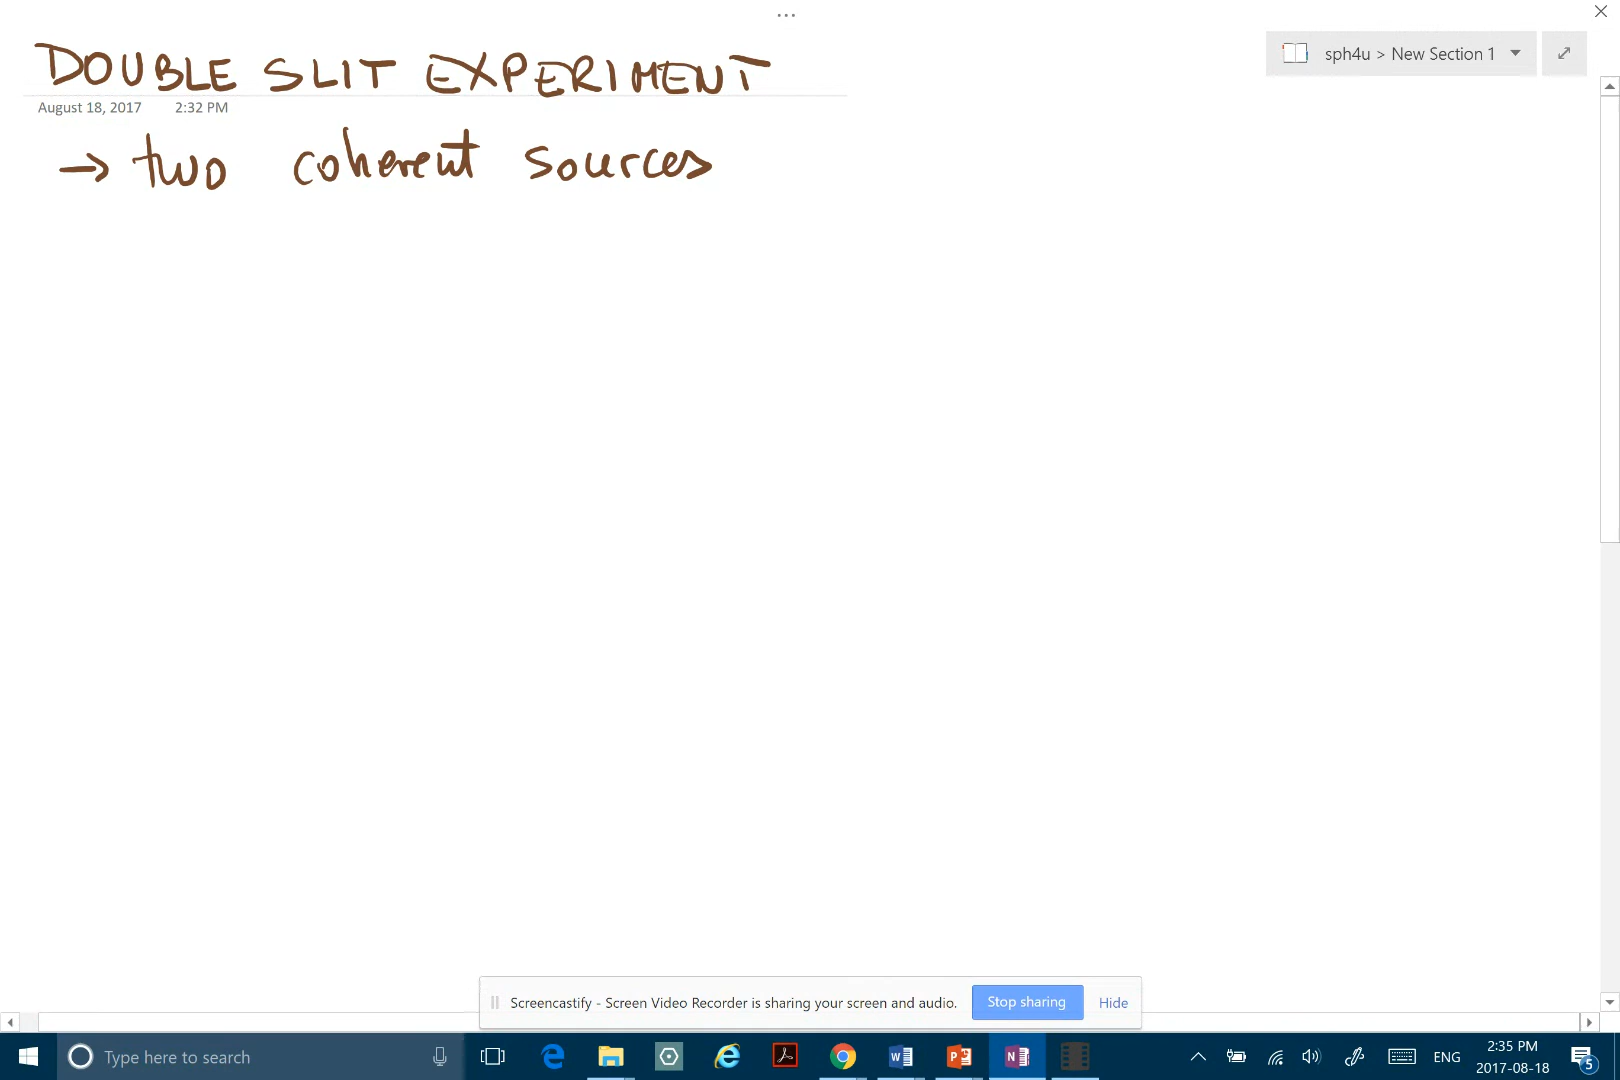 ...
sph4u > New Section 1
DOUBLE SLIT EXPERIMENT
August 18, 2017 2:32 PM
→ two coherent sources
Screencastify - Screen Video Recorder is sharing your screen and audio. Stop sharing Hide
Type here to search
ENG
2:35 PM
2017-08-18
5